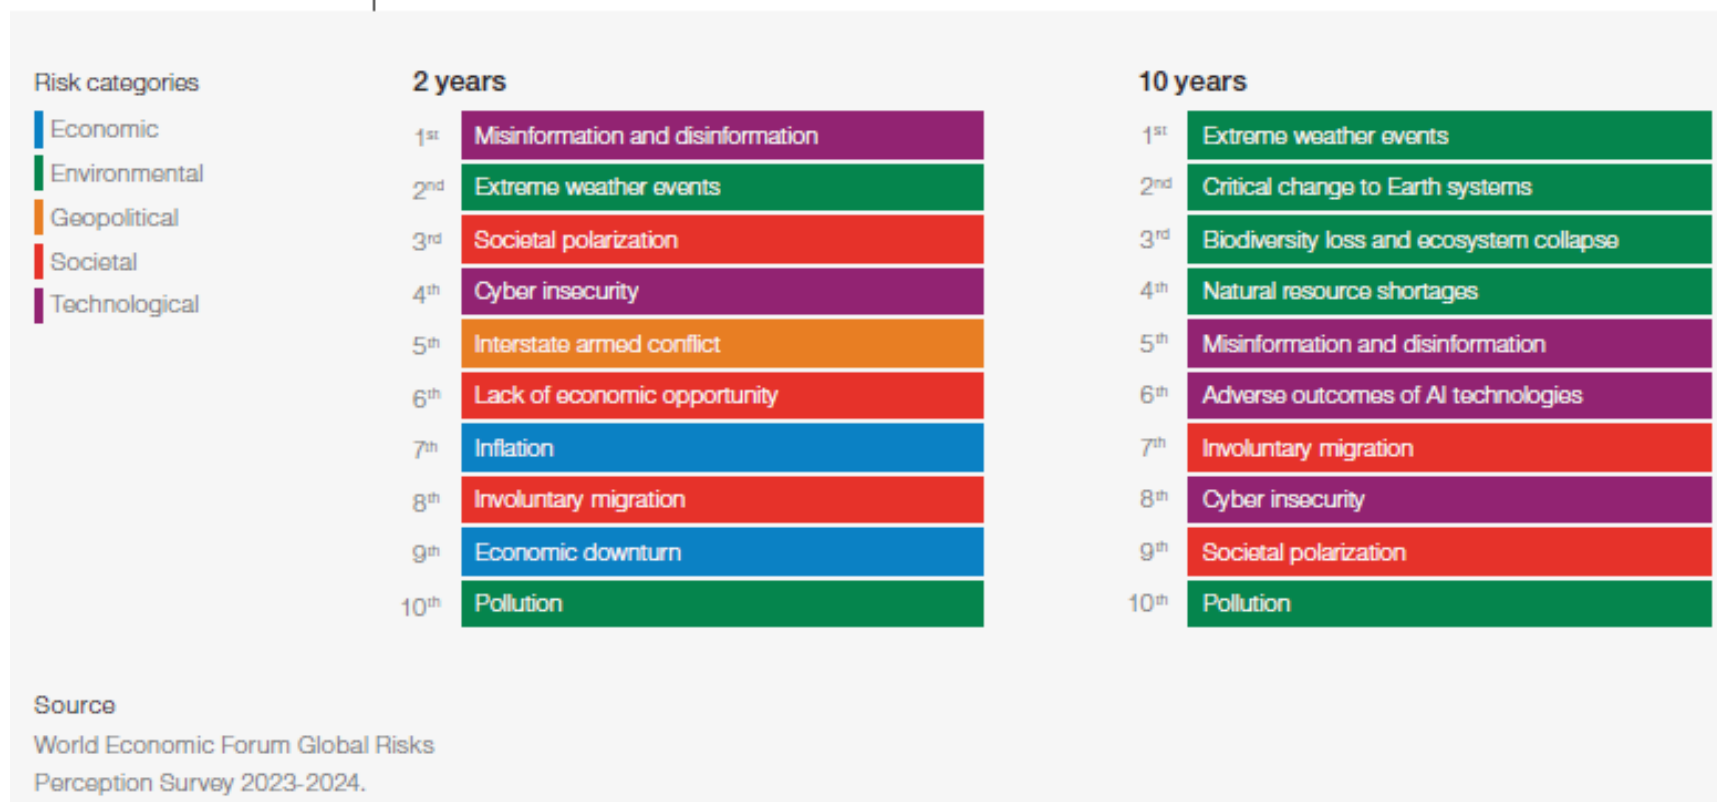 Risk categories
Economic
Environmental
Geopolitical
Societal
Technological
2 years
1st Misinformation and disinformation
2nd Extreme weather events
3rd Societal polarization
4th Cyber insecurity
5th Interstate armed conflict
6th Lack of economic opportunity
7th Inflation
8th Involuntary migration
9th Economic downturn
10th Pollution
10 years
1st Extreme weather events
2nd Critical change to Earth systems
3rd Biodiversity loss and ecosystem collapse
4th Natural resource shortages
5th Misinformation and disinformation
6th Adverse outcomes of AI technologies
7th Involuntary migration
8th Cyber insecurity
9th Societal polarization
10th Pollution
Source
World Economic Forum Global Risks
Perception Survey 2023-2024.